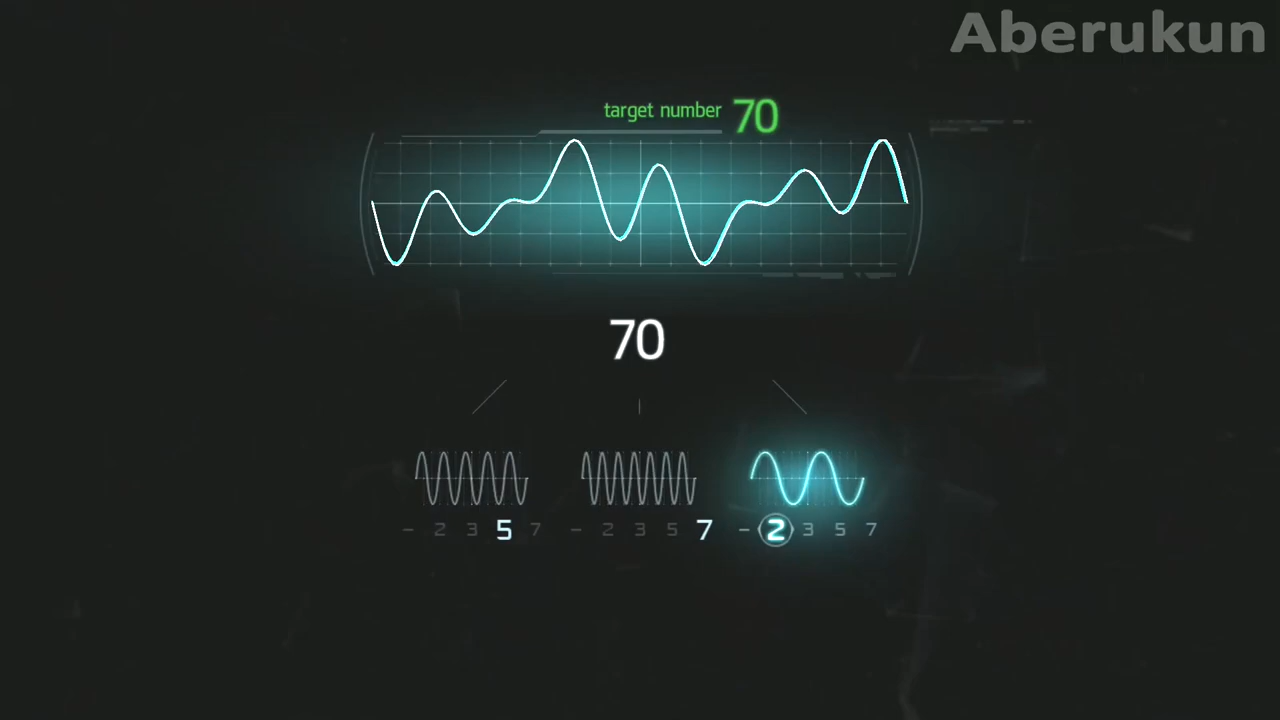 Aberukun
target number 70
70
- 2 3 5 7 - 2 3 5 7 - 2 3 5 7